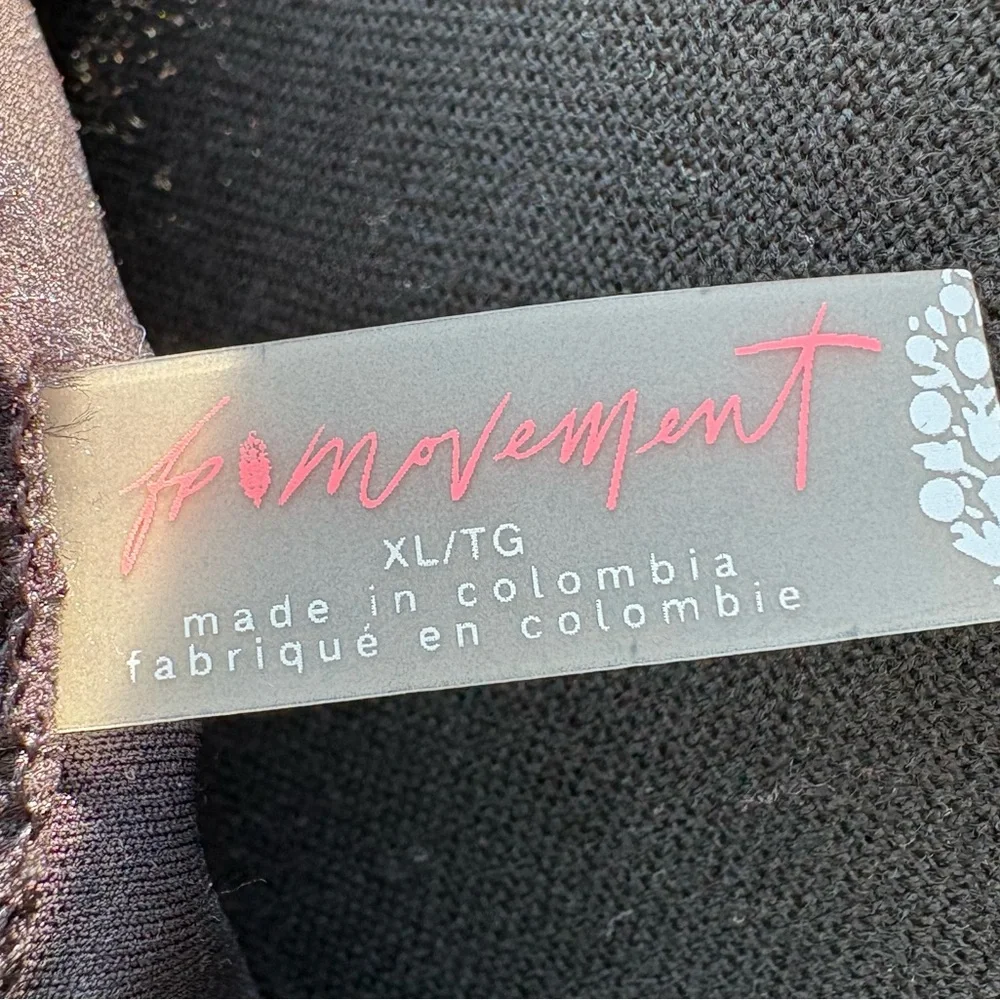 fp movement
XL/TG
made in colombia
fabriqué en colombie